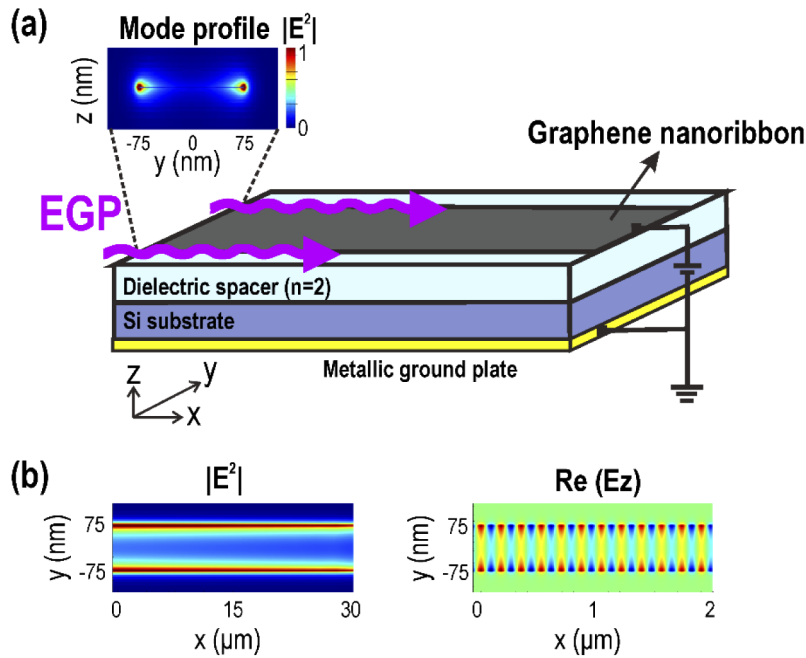 (a)
Mode profile |E²|
1
0
z (nm)
-75 0 75
y (nm)
Graphene nanoribbon
EGP
Dielectric spacer (n=2)
Si substrate
Metallic ground plate
z
y
x
(b)
|E²|
Re (Ez)
y (nm)
75
-75
0 15 30
x (µm)
y (nm)
75
-75
0 1 2
x (µm)